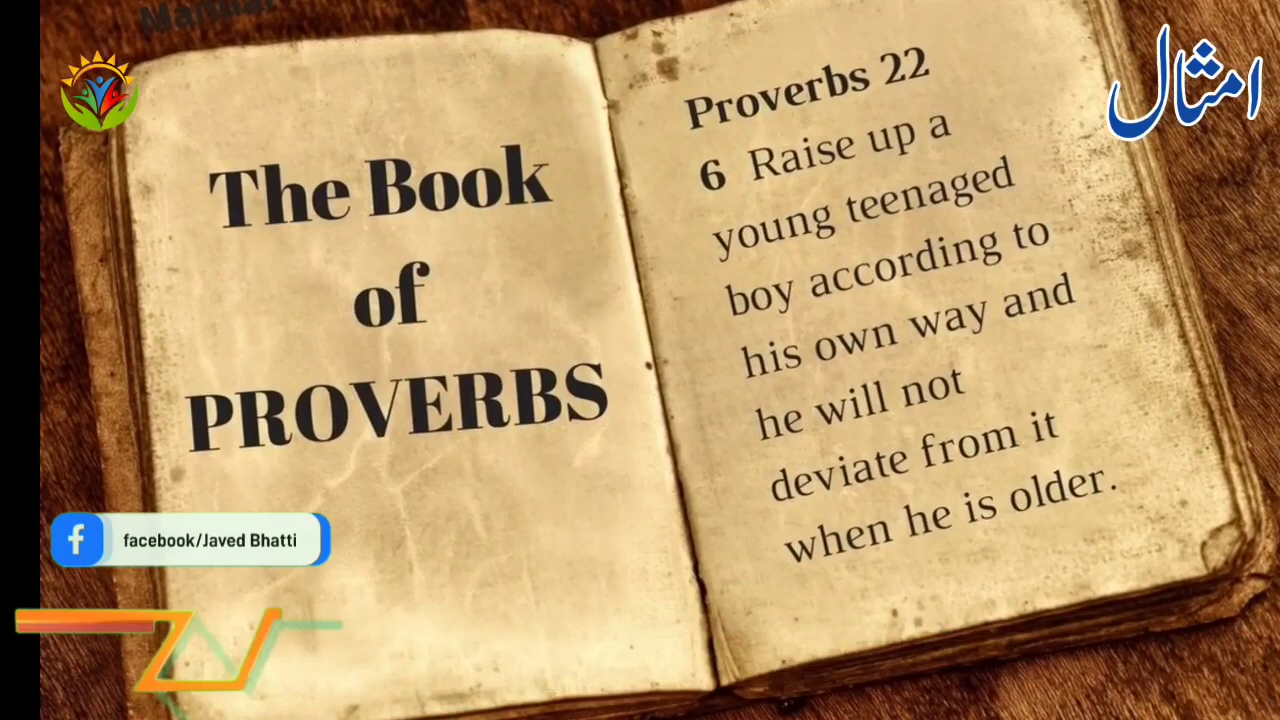 Manual
The Book
of
PROVERBS
Proverbs 22
6 Raise up a
young teenaged
boy according to
his own way and
he will not
deviate from it
when he is older.
امثال
facebook/Javed Bhatti